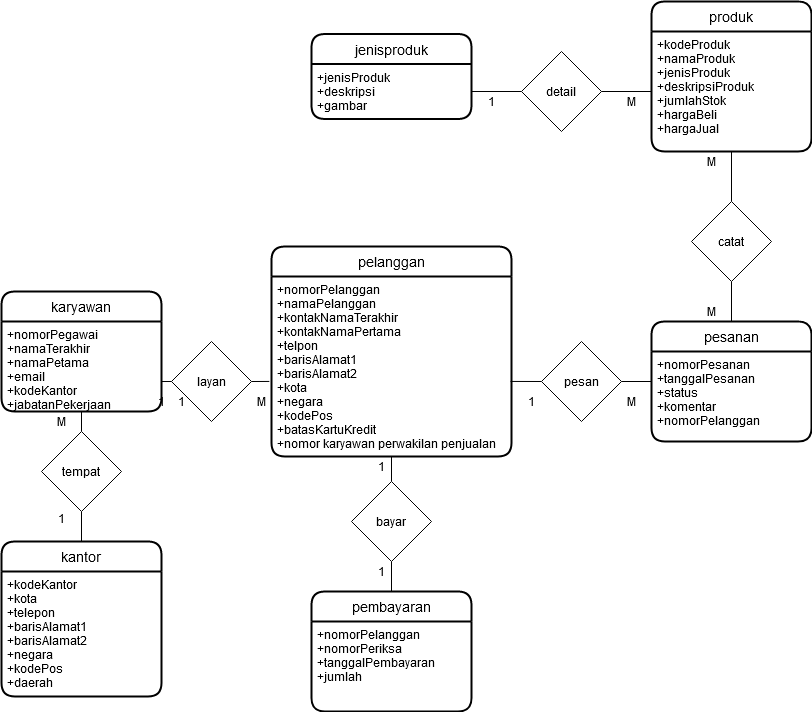 produk
+kodeProduk
+namaProduk
+jenisProduk
+deskripsiProduk
+jumlahStok
+hargaBeli
+hargaJual
jenisproduk
+jenisProduk
+deskripsi
+gambar
detail
1
M
M
catat
M
pelanggan
+nomorPelanggan
+namaPelanggan
+kontakNamaTerakhir
+kontakNamaPertama
+telpon
+barisAlamat1
+barisAlamat2
+kota
+negara
+kodePos
+batasKartuKredit
+nomor karyawan perwakilan penjualan
karyawan
+nomorPegawai
+namaTerakhir
+namaPetama
+email
+kodeKantor
+jabatanPekerjaan
layan
1
1
M
pesan
1
M
pesanan
+nomorPesanan
+tanggalPesanan
+status
+komentar
+nomorPelanggan
M
tempat
1
1
bayar
1
kantor
+kodeKantor
+kota
+telepon
+barisAlamat1
+barisAlamat2
+negara
+kodePos
+daerah
pembayaran
+nomorPelanggan
+nomorPeriksa
+tanggalPembayaran
+jumlah